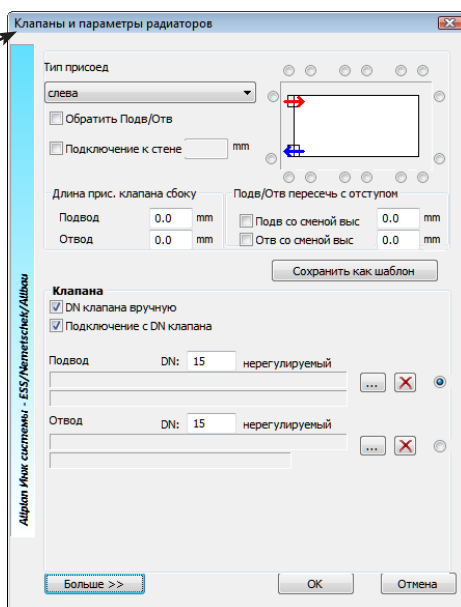 Клапаны и параметры радиаторов
Тип присоед
слева
Обратить Подв/Отв
Подключение к стене mm
Длина прис. клапана сбоку
Подвод 0.0 mm
Отвод 0.0 mm
Подв/Отв пересечь с отступом
Подв со сменой выс 0.0 mm
Отв со сменой выс 0.0 mm
Сохранить как шаблон
Клапана
DN клапана вручную
Подключение с DN клапана
Подвод DN: 15 нерегулируемый
...
Отвод DN: 15 нерегулируемый
...
Больше >> OK Отмена
Allplan Инж системы - ESS/Nemetschek/Allbau